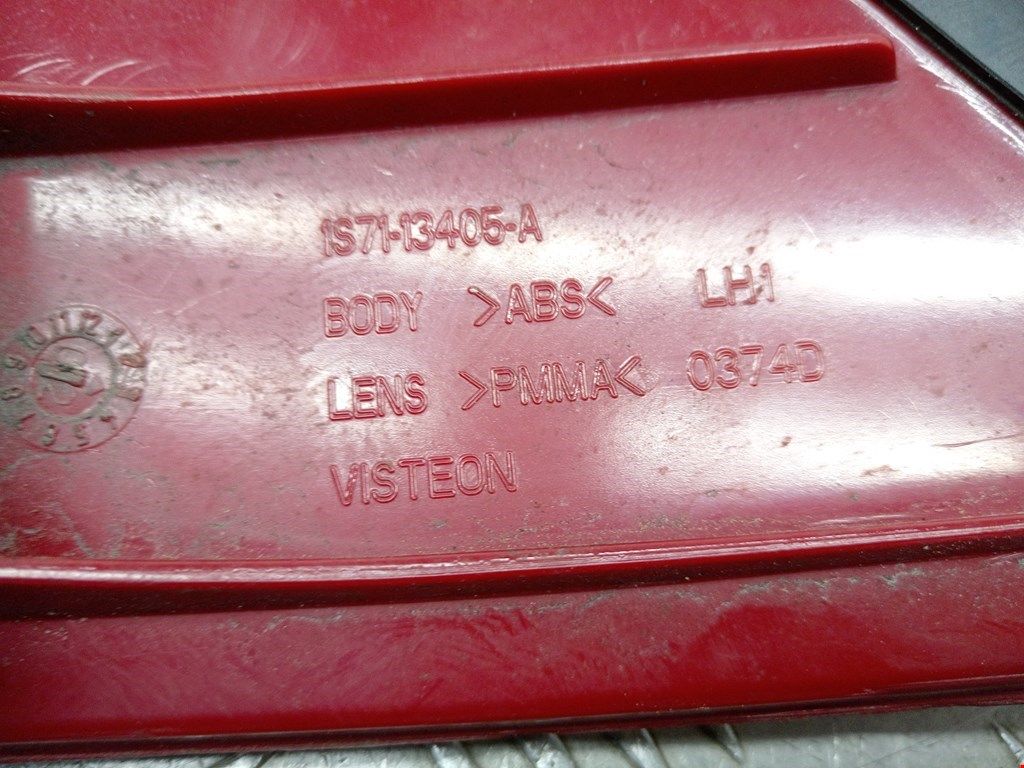 1S71-13405-A
BODY >ABS< LH1
LENS >PMMA< 0374D
VISTEON